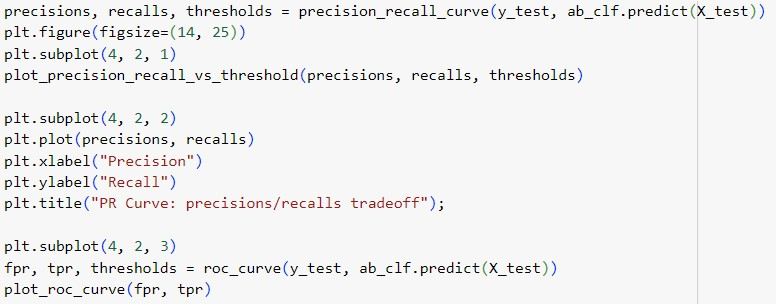 precisions, recalls, thresholds = precision_recall_curve(y_test, ab_clf.predict(X_test))
plt.figure(figsize=(14, 25))
plt.subplot(4, 2, 1)
plot_precision_recall_vs_threshold(precisions, recalls, thresholds)

plt.subplot(4, 2, 2)
plt.plot(precisions, recalls)
plt.xlabel("Precision")
plt.ylabel("Recall")
plt.title("PR Curve: precisions/recalls tradeoff");

plt.subplot(4, 2, 3)
fpr, tpr, thresholds = roc_curve(y_test, ab_clf.predict(X_test))
plot_roc_curve(fpr, tpr)